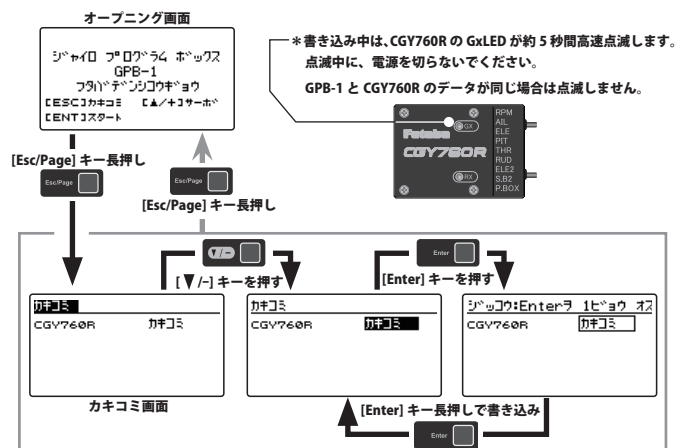 オープニング画面
ジャイロ プログラム ボックス
GPB-1
フタバデンシコウギョウ
[ESC]カキコミ [▲/+]サーボ
[ENT]スタート
＊書き込み中は、CGY760R の GxLED が約 5 秒間高速点滅します。
点滅中に、電源を切らないでください。
GPB-1 と CGY760R のデータが同じ場合は点滅しません。
Futaba
CGY760R
GX
RX
RPM
AIL
ELE
PIT
THR
RUD
ELE2
S.B2
P.BOX
[Esc/Page] キー長押し
Esc/Page
Esc/Page
[Esc/Page] キー長押し
▼/−
[▼/-] キーを押す
Enter
[Enter] キーを押す
カキコミ
CGY760R カキコミ
カキコミ画面
カキコミ
CGY760R カキコミ
ジッコウ:Enterヲ 1ビョウ オス
CGY760R カキコミ
[Enter] キー長押しで書き込み
Enter